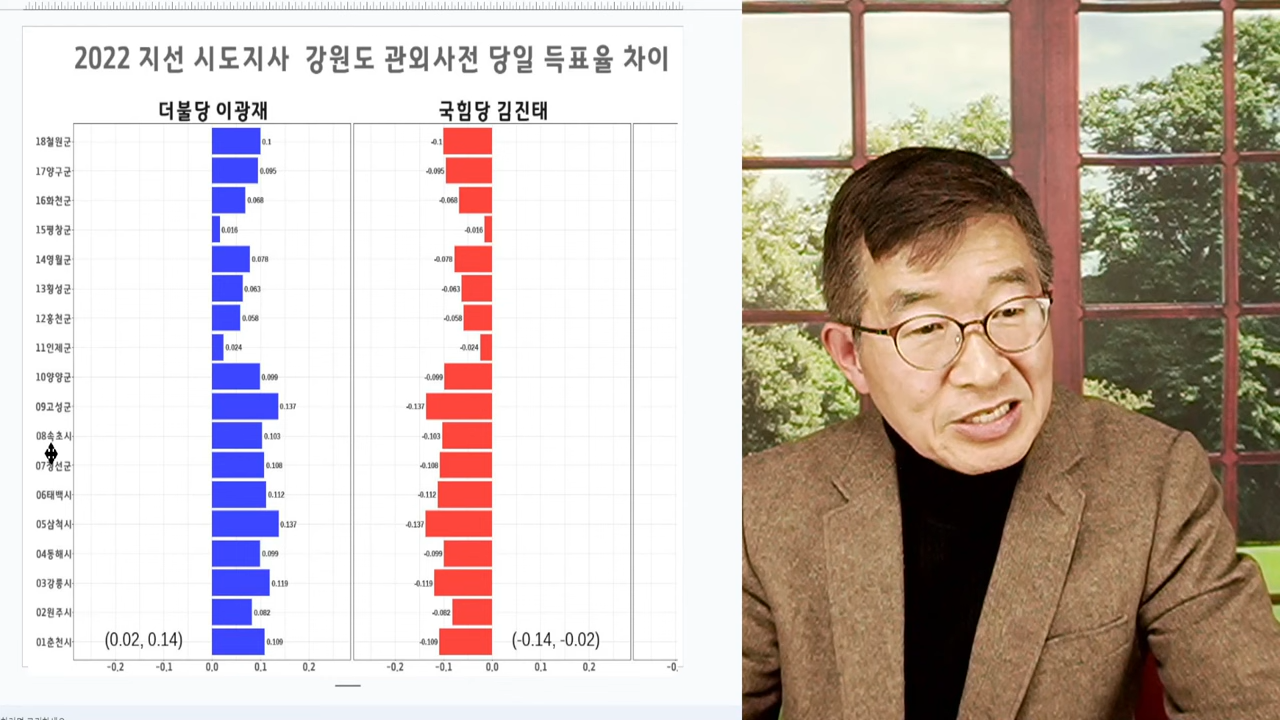 2022 지선 시도지사 강원도 관외사전 당일 득표율 차이
더불당 이광재 국힘당 김진태
18철원군 0.1 -0.1
17양구군 0.095 -0.095
16화천군 0.068 -0.068
15평창군 0.016 -0.016
14영월군 0.078 -0.078
13횡성군 0.063 -0.063
12홍천군 0.058 -0.058
11인제군 0.024 -0.024
10양양군 0.099 -0.099
09고성군 0.137 -0.137
08속초시 0.103 -0.103
07정선군 0.108 -0.108
06태백시 0.112 -0.112
05삼척시 0.137 -0.137
04동해시 0.099 -0.099
03강릉시 0.119 -0.119
02원주시 0.082 -0.082
01춘천시 (0.02, 0.14) 0.109 -0.109 (-0.14, -0.02)
-0.2 -0.1 0.0 0.1 0.2 -0.2 -0.1 0.0 0.1 0.2